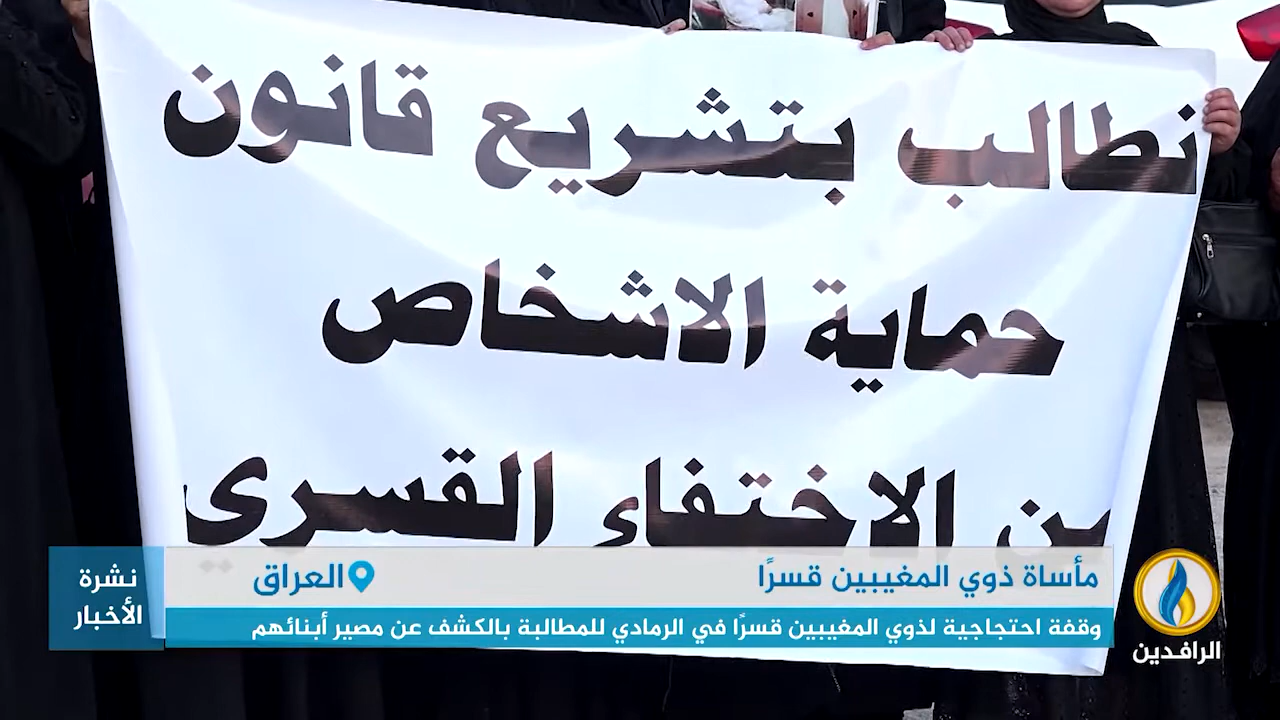 نطالب بتشريع قانون
حماية الاشخاص
من الاختفاء القسري
مأساة ذوي المغيبين قسرًا
العراق
وقفة احتجاجية لذوي المغيبين قسرًا في الرمادي للمطالبة بالكشف عن مصير أبنائهم
نشرة
الأخبار
الرافدين